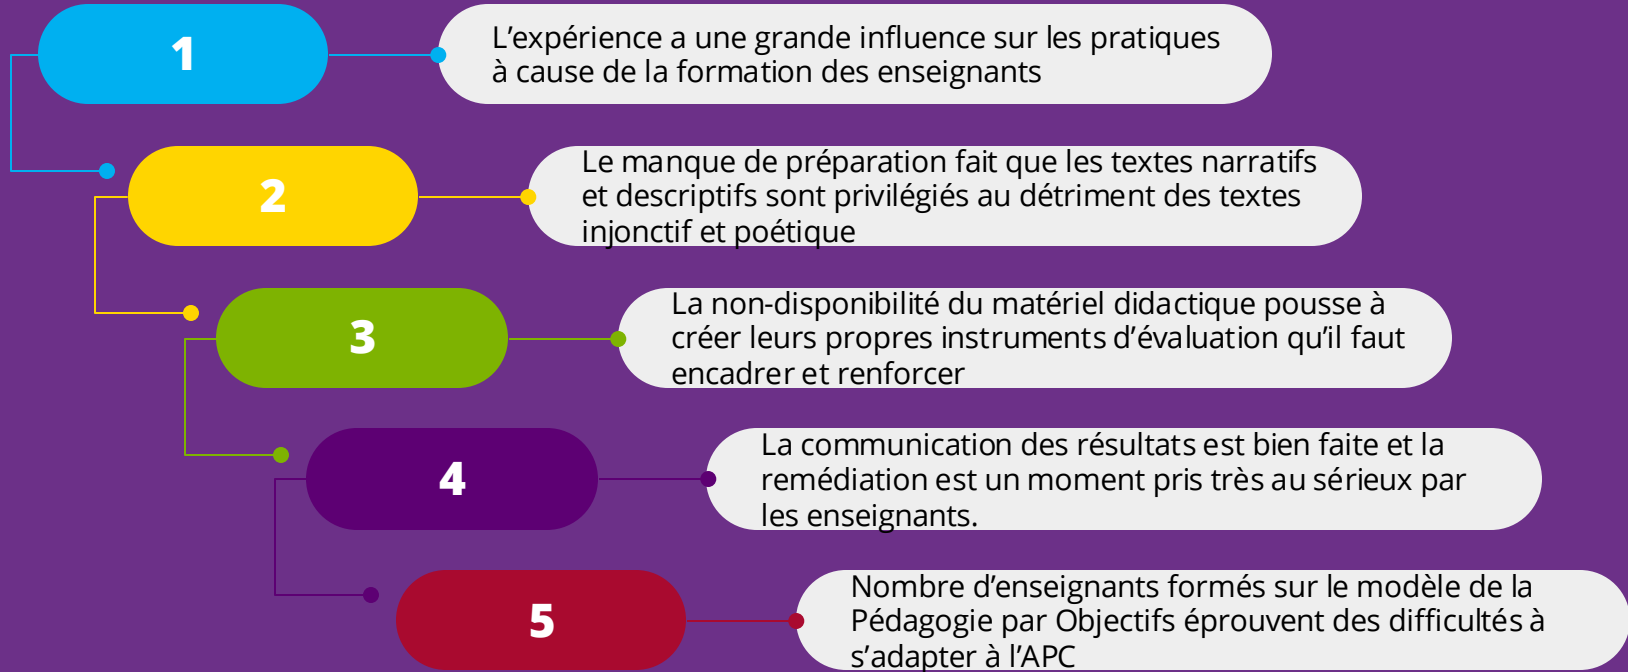 1
L’expérience a une grande influence sur les pratiques
à cause de la formation des enseignants
2
Le manque de préparation fait que les textes narratifs
et descriptifs sont privilégiés au détriment des textes
injonctif et poétique
3
La non-disponibilité du matériel didactique pousse à
créer leurs propres instruments d’évaluation qu’il faut
encadrer et renforcer
4
La communication des résultats est bien faite et la
remédiation est un moment pris très au sérieux par
les enseignants.
5
Nombre d’enseignants formés sur le modèle de la
Pédagogie par Objectifs éprouvent des difficultés à
s’adapter à l’APC